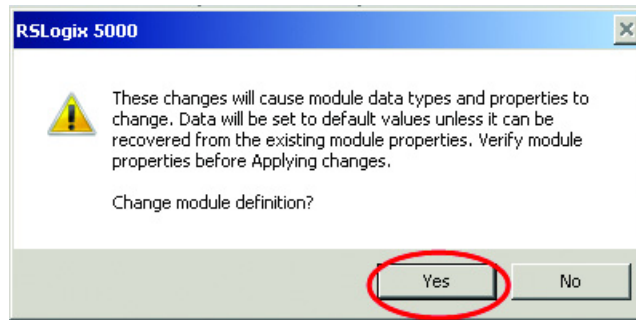 RSLogix 5000
These changes will cause module data types and properties to
change. Data will be set to default values unless it can be
recovered from the existing module properties. Verify module
properties before Applying changes.
Change module definition?
Yes No